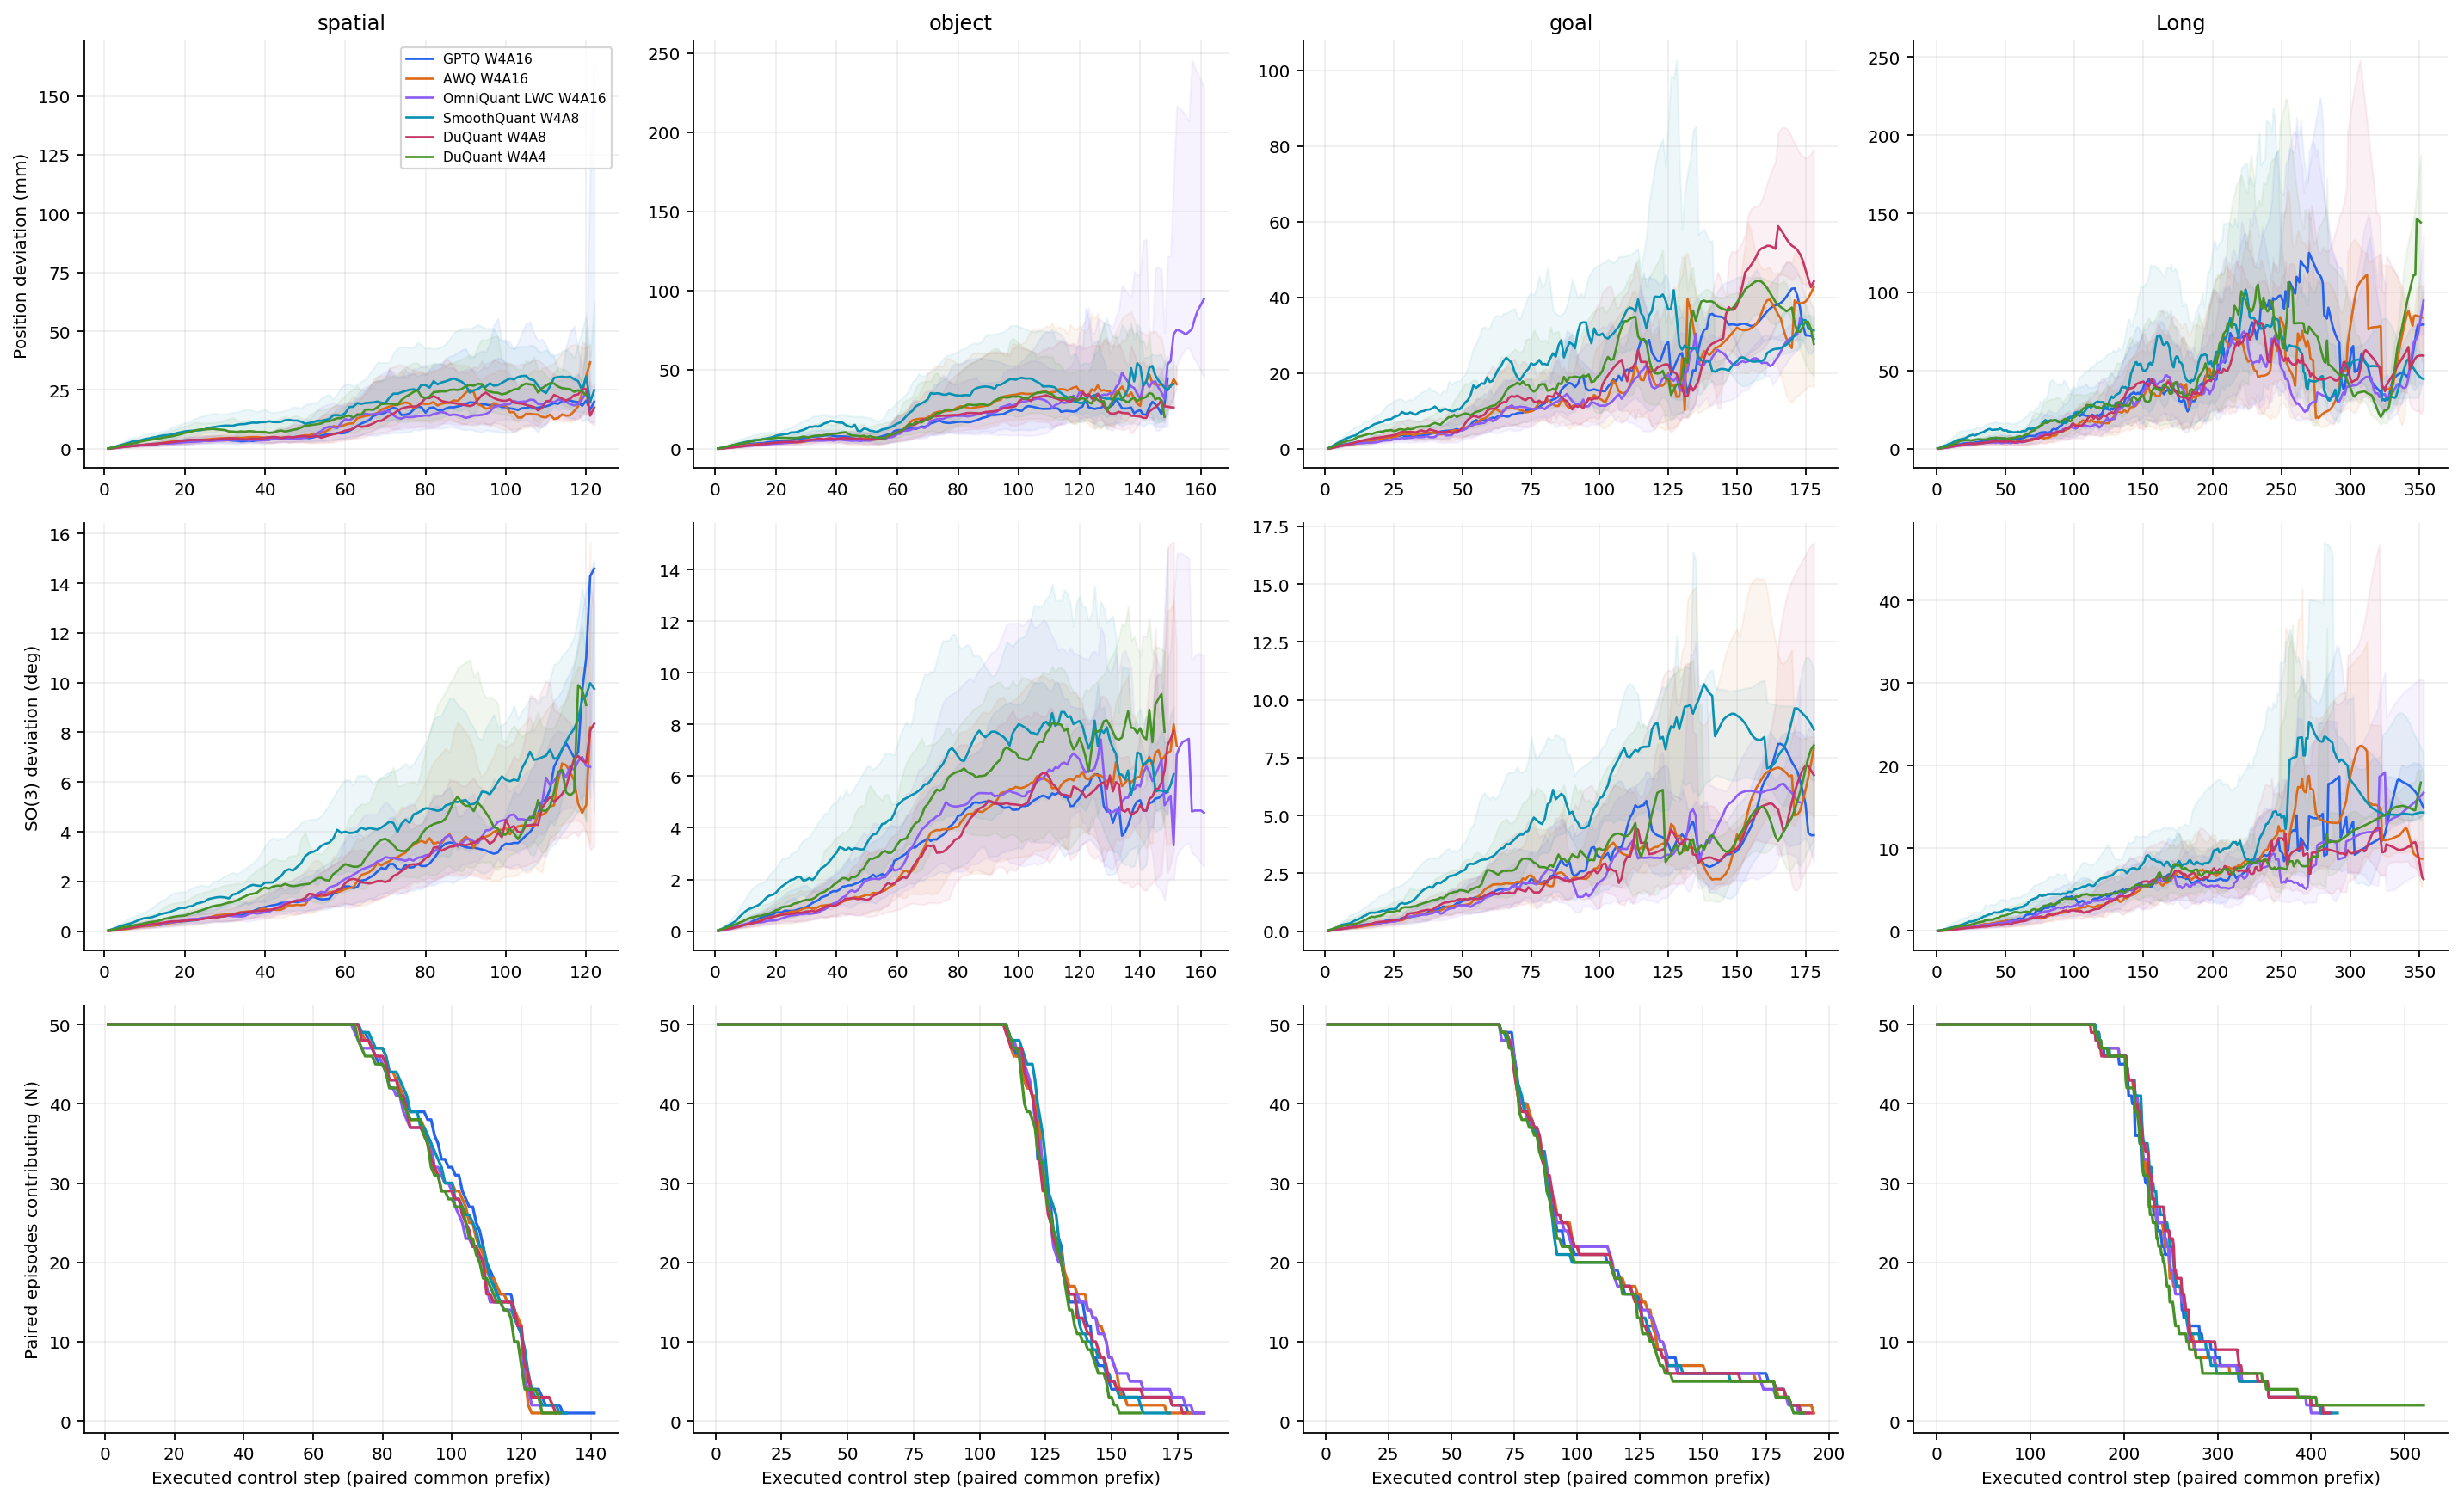 spatial
object
goal
Long
GPTQ W4A16
AWQ W4A16
OmniQuant LWC W4A16
SmoothQuant W4A8
DuQuant W4A8
DuQuant W4A4
Position deviation (mm)
150
125
100
75
50
25
0
0 20 40 60 80 100 120
250
200
150
100
50
0
0 20 40 60 80 100 120 140 160
100
80
60
40
20
0
0 25 50 75 100 125 150 175
250
200
150
100
50
0
0 50 100 150 200 250 300 350
SO(3) deviation (deg)
16
14
12
10
8
6
4
2
0
0 20 40 60 80 100 120
14
12
10
8
6
4
2
0
0 20 40 60 80 100 120 140 160
17.5
15.0
12.5
10.0
7.5
5.0
2.5
0.0
0 25 50 75 100 125 150 175
40
30
20
10
0
0 50 100 150 200 250 300 350
Paired episodes contributing (N)
50
40
30
20
10
0
0 20 40 60 80 100 120 140
Executed control step (paired common prefix)
50
40
30
20
10
0
0 25 50 75 100 125 150 175
Executed control step (paired common prefix)
50
40
30
20
10
0
0 25 50 75 100 125 150 175 200
Executed control step (paired common prefix)
50
40
30
20
10
0
0 100 200 300 400 500
Executed control step (paired common prefix)